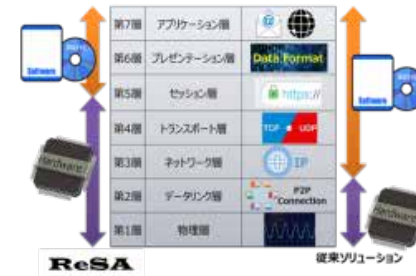 第7層 アプリケーション層
第6層 プレゼンテーション層 Data Format
第5層 セッション層 https://
第4層 トランスポート層 TCP UDP
第3層 ネットワーク層 IP
第2層 データリンク層 P2P Connection
第1層 物理層
Software
Software
Hardware
Hardware
ReSA
従来ソリューション